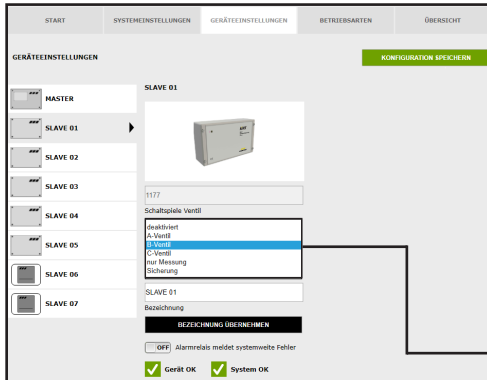 START SYSTEMEINSTELLUNGEN GERÄTEEINSTELLUNGEN BETRIEBSARTEN ÜBERSICHT
GERÄTEEINSTELLUNGEN
KONFIGURATION SPEICHERN
MASTER
SLAVE 01
SLAVE 02
SLAVE 03
SLAVE 04
SLAVE 05
SLAVE 06
SLAVE 07
SLAVE 01
1177
Schaltspiele Ventil
deaktiviert
A-Ventil
B-Ventil
C-Ventil
nur Messung
Sicherung
SLAVE 01
Bezeichnung
BEZEICHNUNG ÜBERNEHMEN
OFF Alarmrelais meldet systemweite Fehler
Gerät OK System OK